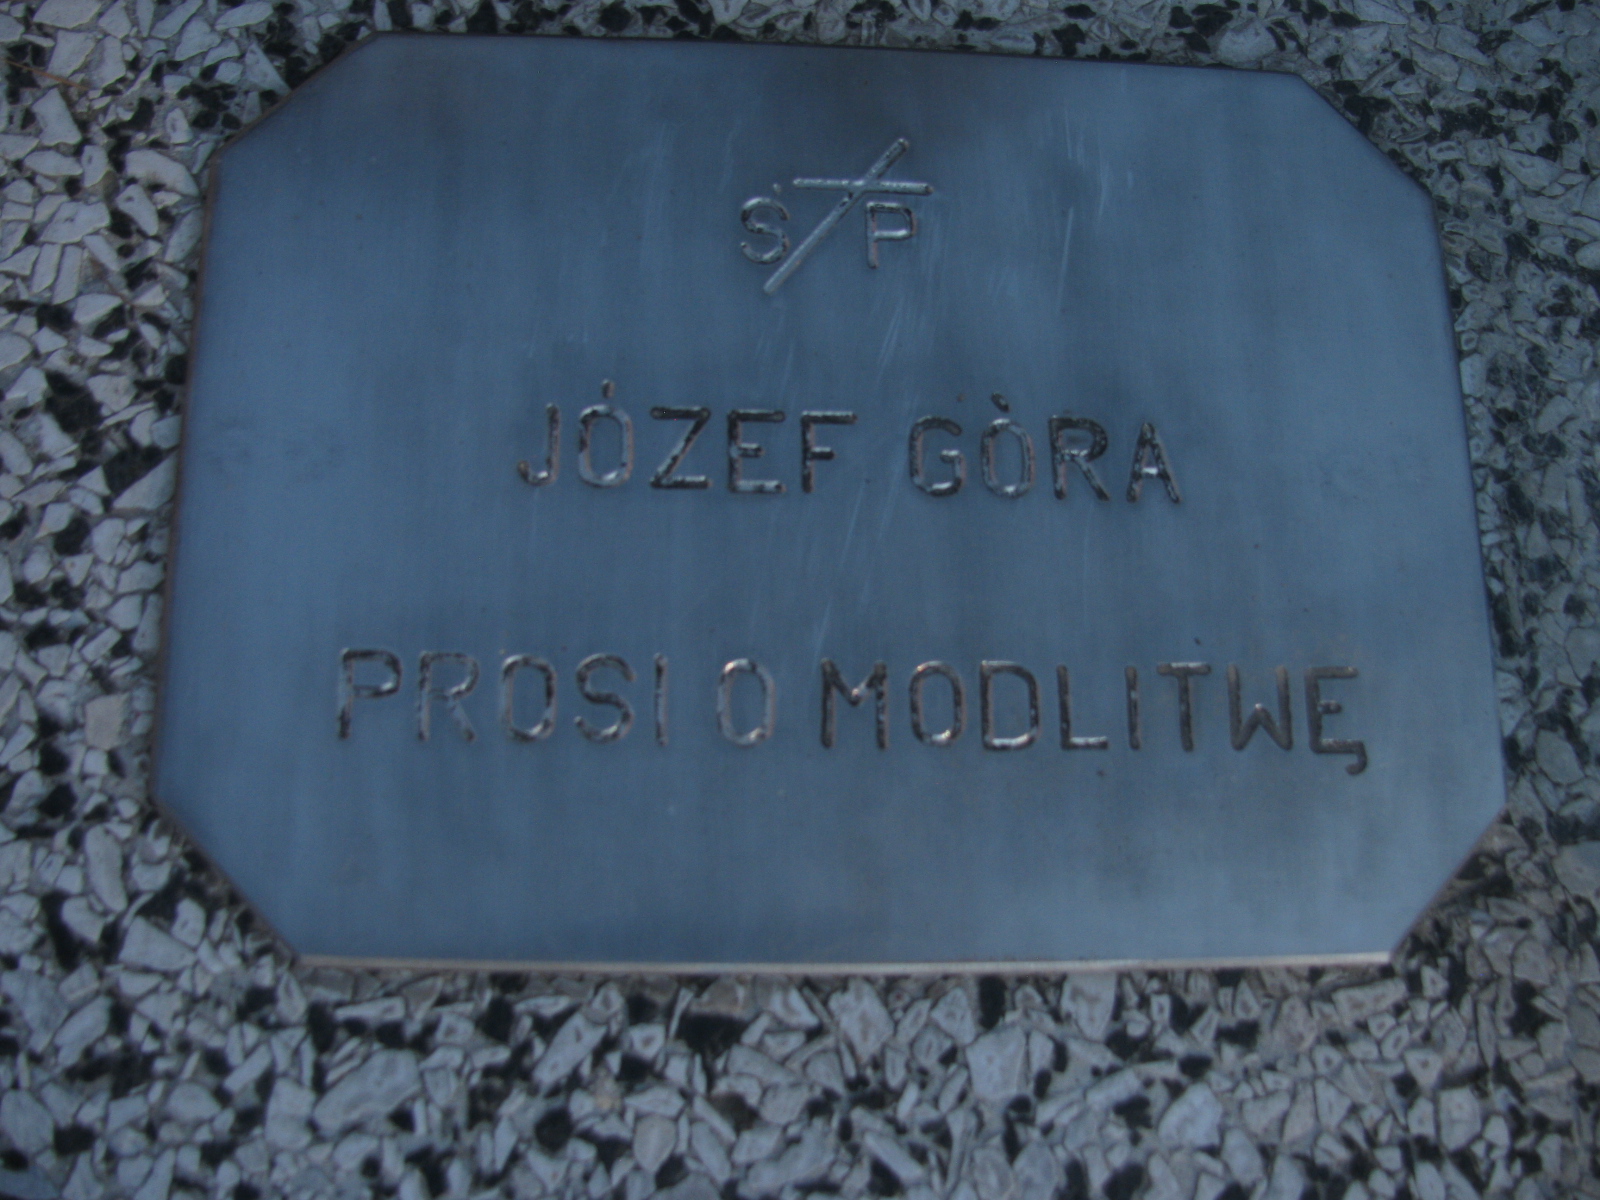 Ś P
JÓZEF GÒRA
PROSI O MODLITWĘ